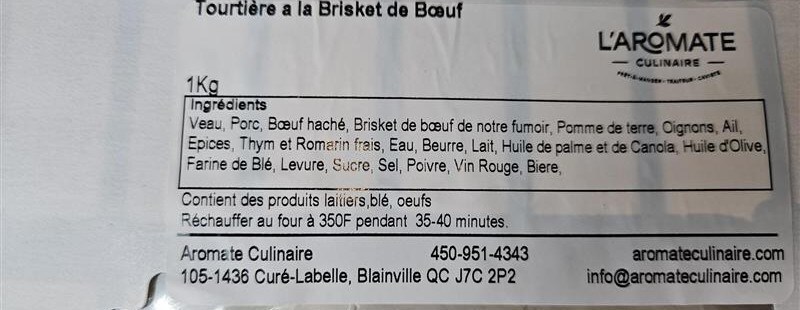 Tourtière a la Brisket de Bœuf
L'AROMATE
CULINAIRE
PRÊT-À-MANGER - TRAITEUR - CAVISTE
1Kg
Ingrédients
Veau, Porc, Bœuf haché, Brisket de bœuf de notre fumoir, Pomme de terre, Oignons, Ail,
Epices, Thym et Romarin frais, Eau, Beurre, Lait, Huile de palme et de Canola, Huile d'Olive,
Farine de Blé, Levure, Sucre, Sel, Poivre, Vin Rouge, Biere,
Contient des produits laitiers,blé, oeufs
Réchauffer au four à 350F pendant 35-40 minutes.
Aromate Culinaire 450-951-4343 aromateculinaire.com
105-1436 Curé-Labelle, Blainville QC J7C 2P2 info@aromateculinaire.com